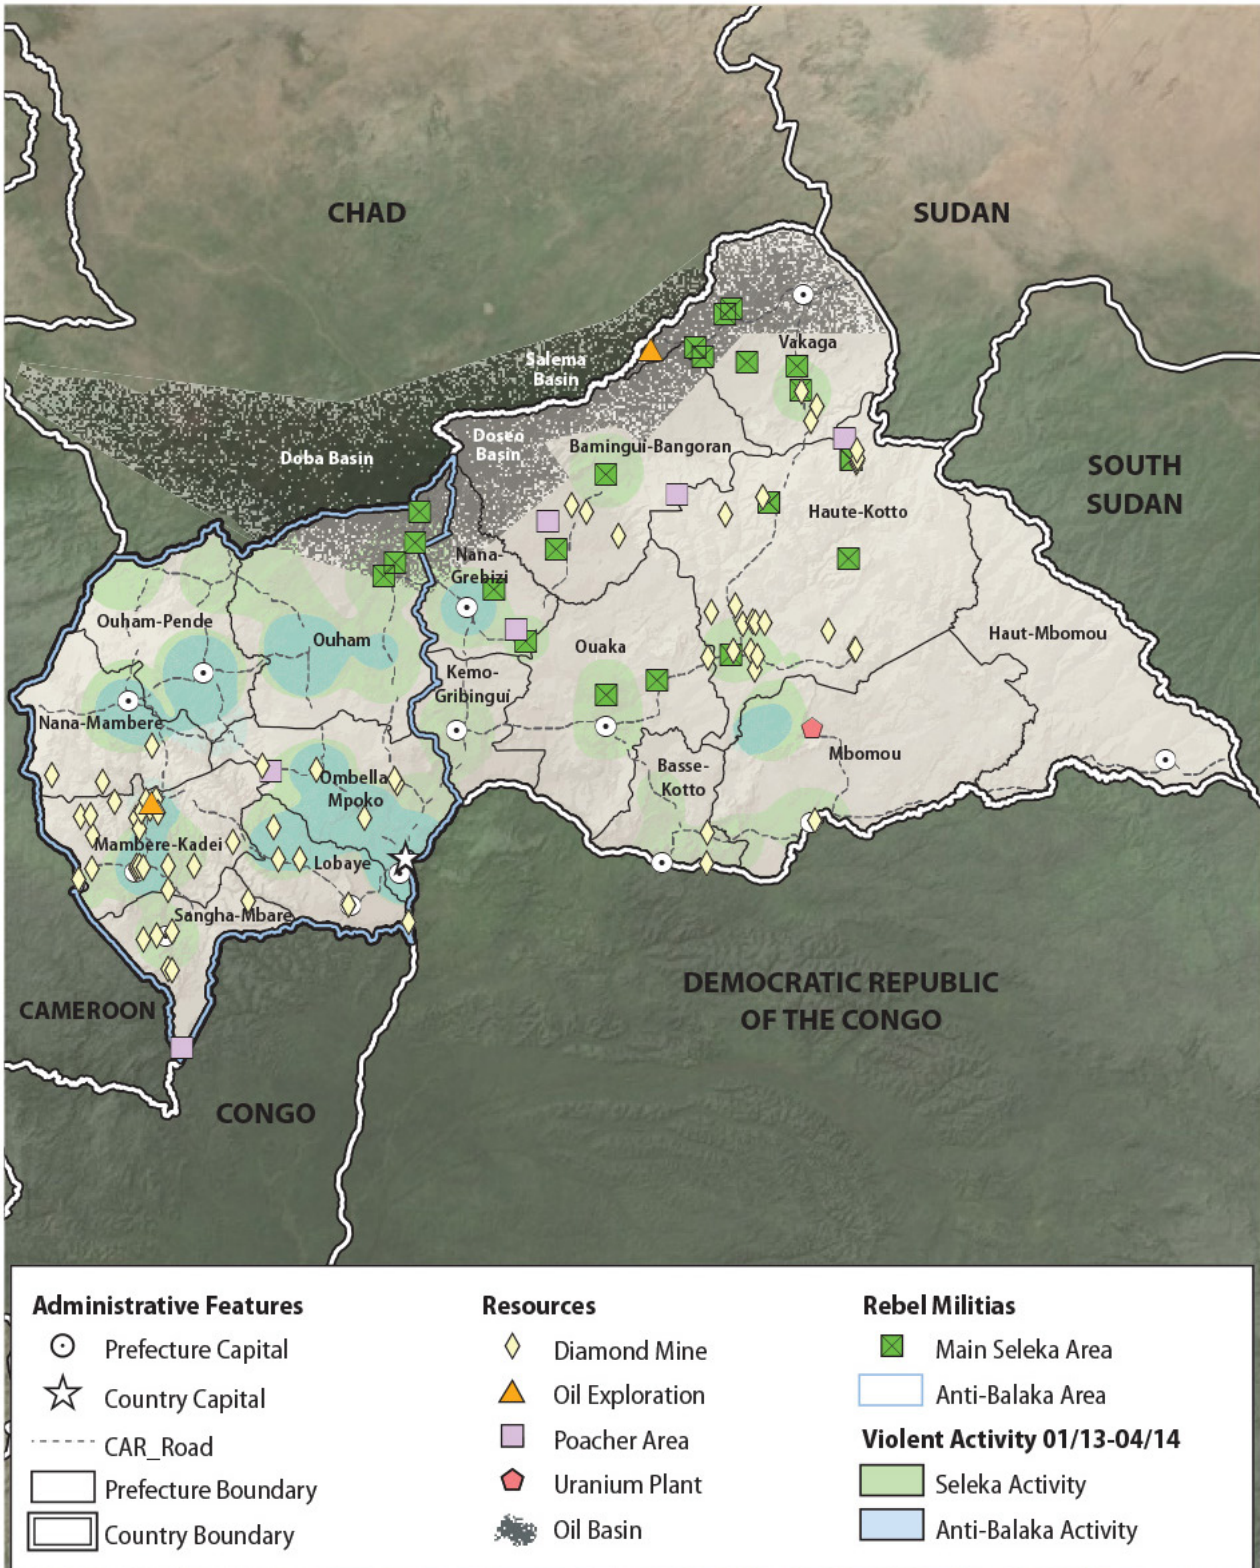 CHAD
SUDAN
Vakaga
Salema
Basin
Doseo
Basin
Bamingui-Bangoran
Doba Basin
SOUTH
SUDAN
Haute-Kotto
Nana-
Grebizi
Ouham-Pende
Ouham
Ouaka
Haut-Mbomou
Kemo-
Gribingui
Nana-Mambere
Mbomou
Basse-
Kotto
Ombella
Mpoko
Mambere-Kadei
Lobaye
Sangha-Mbare
CAMEROON
DEMOCRATIC REPUBLIC
OF THE CONGO
CONGO
Administrative Features
Prefecture Capital
Country Capital
CAR_Road
Prefecture Boundary
Country Boundary
Resources
Diamond Mine
Oil Exploration
Poacher Area
Uranium Plant
Oil Basin
Rebel Militias
Main Seleka Area
Anti-Balaka Area
Violent Activity 01/13-04/14
Seleka Activity
Anti-Balaka Activity